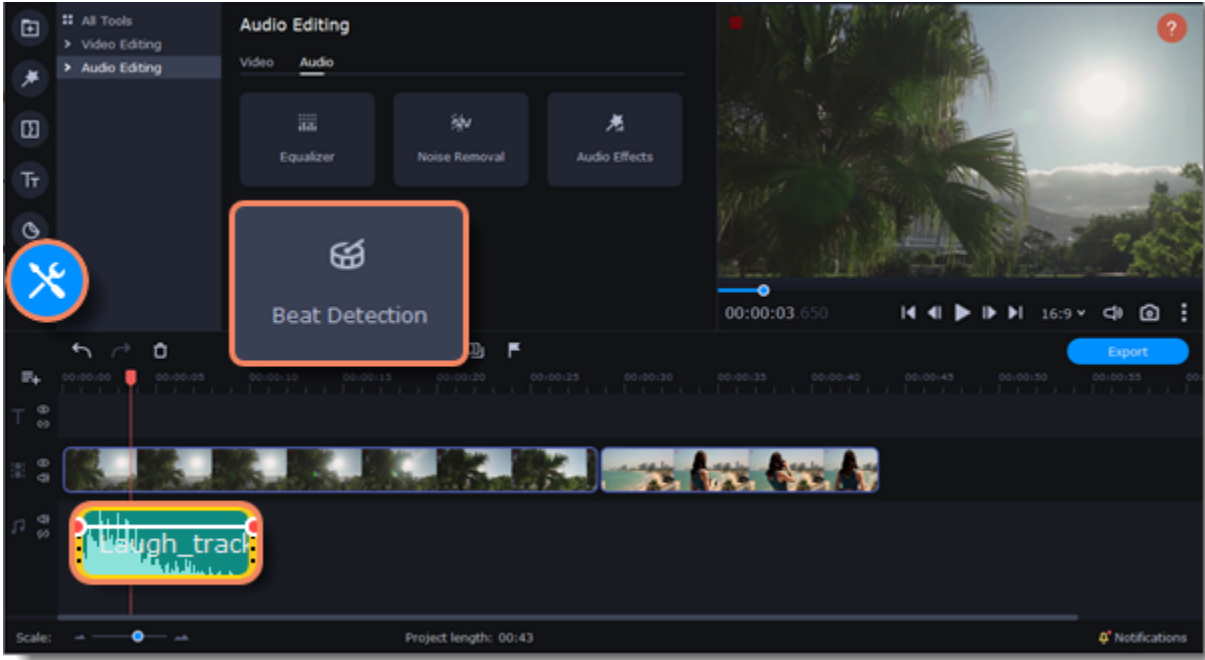 All Tools
Video Editing
Audio Editing
Audio Editing
Video Audio
Equalizer
Noise Removal
Audio Effects
Beat Detection
?
Tт
00:00:03.650
16:9
Export
00:00:00 00:00:05 00:00:10 00:00:15 00:00:20 00:00:25 00:00:30 00:00:35 00:00:40 00:00:45 00:00:50 00:00:55 00:
T
Laugh_track
Scale:
Project length: 00:43
Notifications